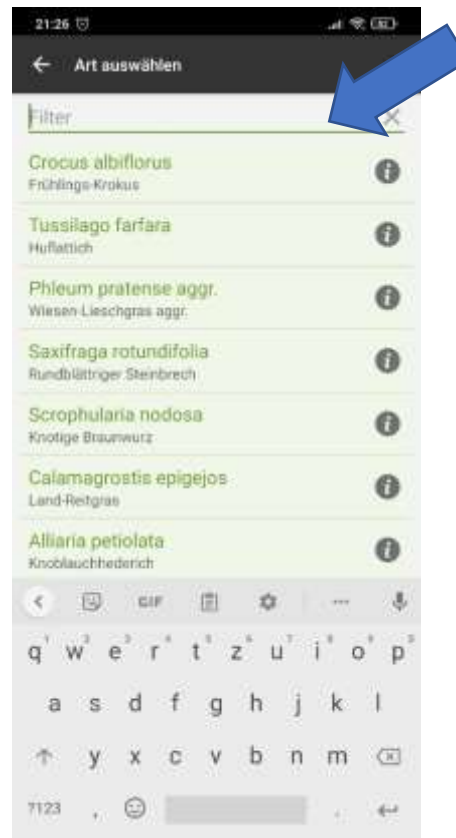 21:26
Art auswählen
Filter
Crocus albiflorus
Frühlings-Krokus
Tussilago farfara
Huflattich
Phleum pratense aggr.
Wiesen-Lieschgras aggr.
Saxifraga rotundifolia
Rundblättriger Steinbrech
Scrophularia nodosa
Knotige Braunwurz
Calamagrostis epigejos
Land-Reitgras
Alliaria petiolata
Knoblauchhederich
GIF
q w e r t z u i o p
a s d f g h j k l
y x c v b n m
?123 , .